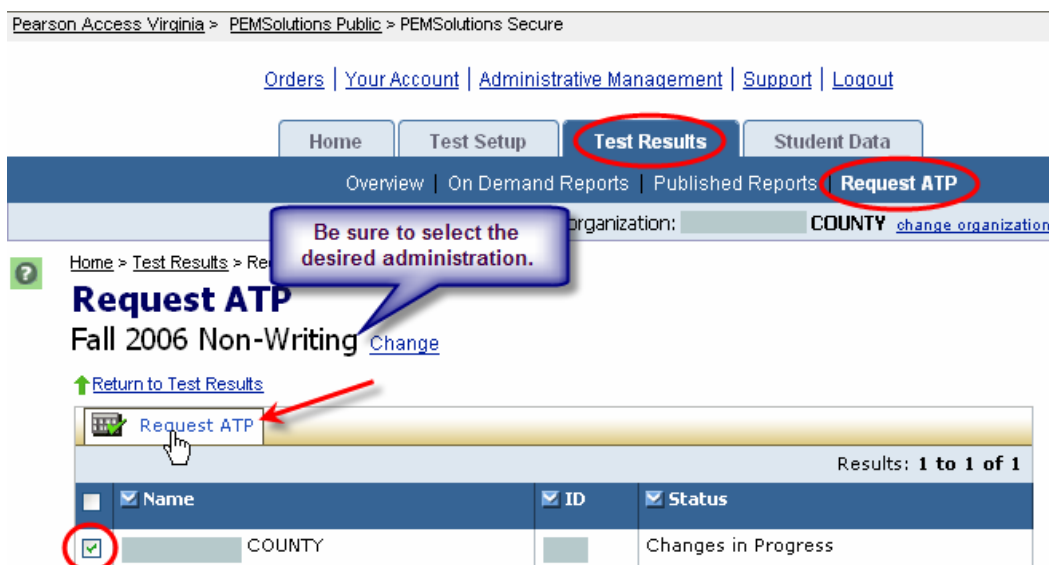 Pearson Access Virginia > PEMSolutions Public > PEMSolutions Secure
Orders | Your Account | Administrative Management | Support | Logout
Home Test Setup Test Results Student Data
Overview | On Demand Reports | Published Reports | Request ATP
organization: COUNTY change organization
Be sure to select the
desired administration.
Home > Test Results > Re
Request ATP
Fall 2006 Non-Writing Change
Return to Test Results
Request ATP
Results: 1 to 1 of 1
Name ID Status
COUNTY Changes in Progress